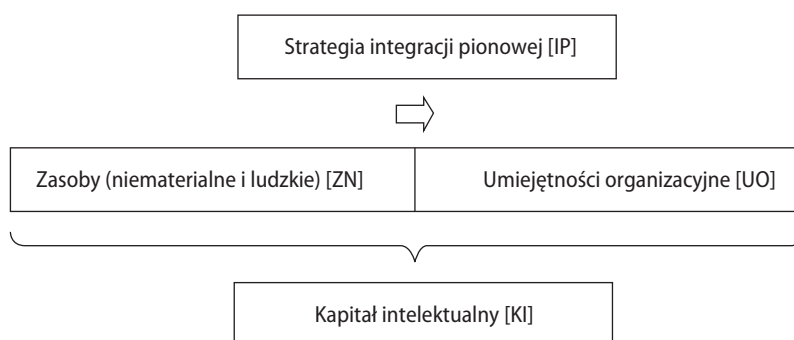 Strategia integracji pionowej [IP]
Zasoby (niematerialne i ludzkie) [ZN]
Umiejętności organizacyjne [UO]
Kapitał intelektualny [KI]